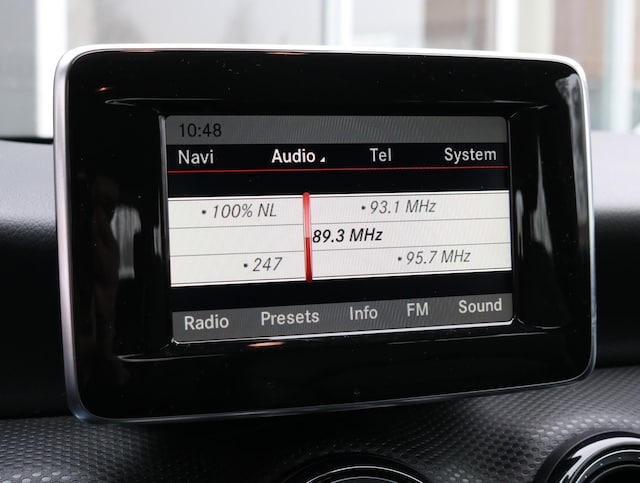 10:48
Navi Audio Tel System
• 100% NL • 93.1 MHz
89.3 MHz
• 247 • 95.7 MHz
Radio Presets Info FM Sound